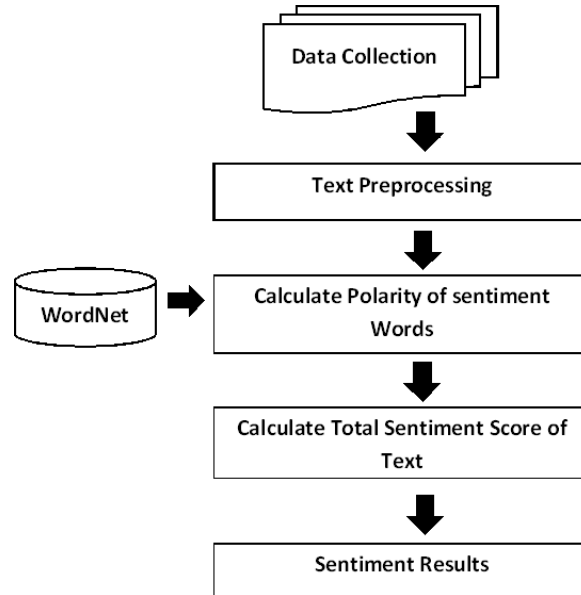 Data Collection
Text Preprocessing
WordNet
Calculate Polarity of sentiment
Words
Calculate Total Sentiment Score of
Text
Sentiment Results